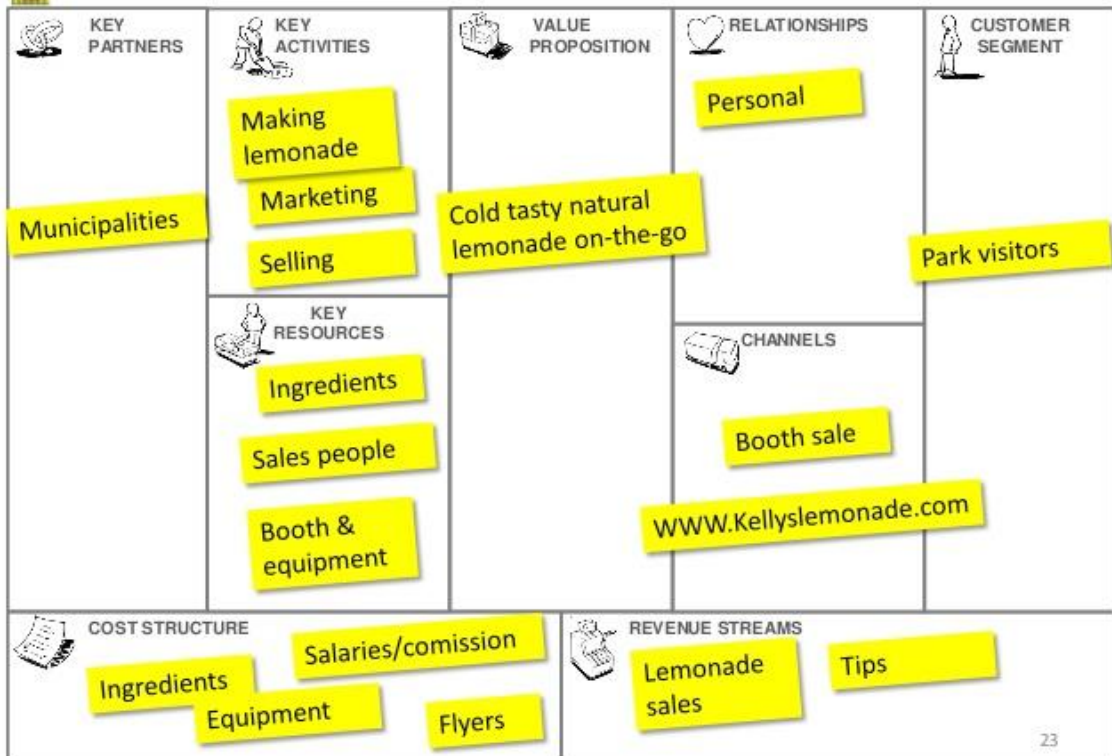 KEY
PARTNERS
Municipalities
KEY
ACTIVITIES
Making
lemonade
Marketing
Selling
KEY
RESOURCES
Ingredients
Sales people
Booth &
equipment
VALUE
PROPOSITION
Cold tasty natural
lemonade on-the-go
RELATIONSHIPS
Personal
CHANNELS
Booth sale
WWW.Kellyslemonade.com
CUSTOMER
SEGMENT
Park visitors
COST STRUCTURE
Salaries/comission
Ingredients
Equipment
Flyers
REVENUE STREAMS
Lemonade
sales
Tips
23